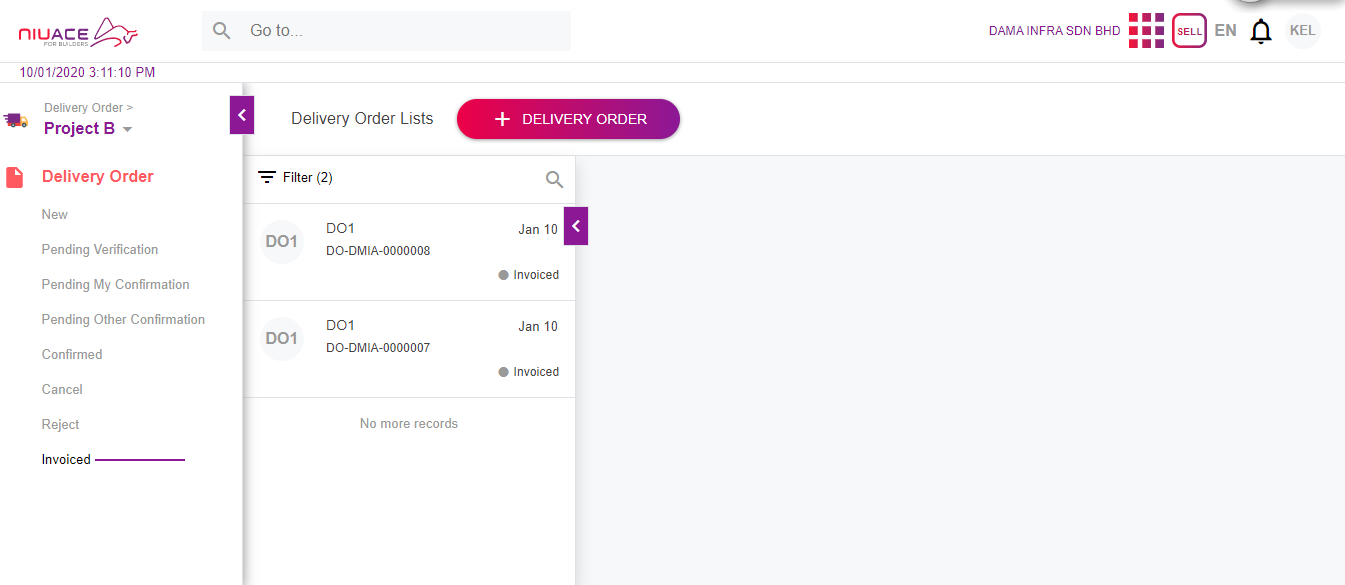 NIUACE
FOR BUILDERS
Go to...
DAMA INFRA SDN BHD
SELL
EN
KEL
10/01/2020 3:11:10 PM
Delivery Order >
Project B
Delivery Order
New
Pending Verification
Pending My Confirmation
Pending Other Confirmation
Confirmed
Cancel
Reject
Invoiced
Delivery Order Lists
+ DELIVERY ORDER
Filter (2)
DO1
DO1
Jan 10
DO-DMIA-0000008
Invoiced
DO1
DO1
Jan 10
DO-DMIA-0000007
Invoiced
No more records